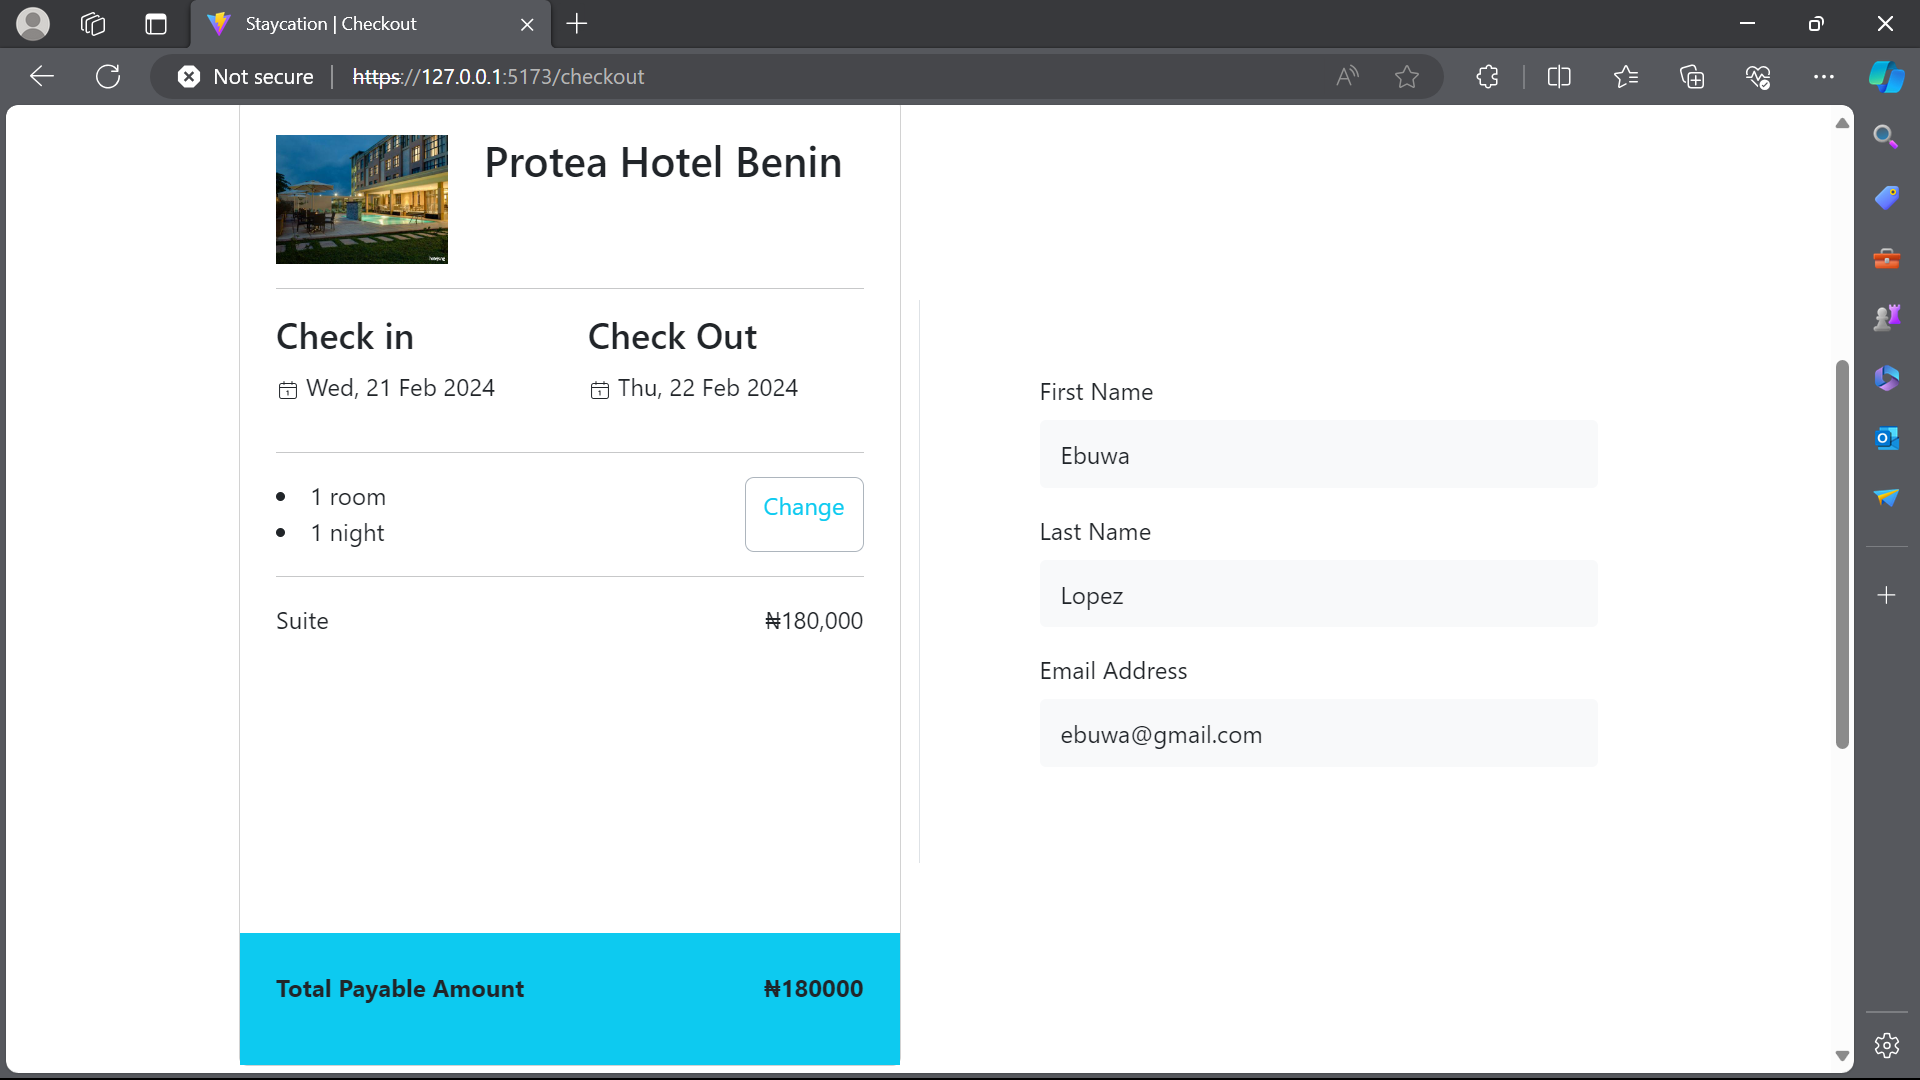 Staycation | Checkout
Not secure https://127.0.0.1:5173/checkout
Protea Hotel Benin
Check in
Check Out
Wed, 21 Feb 2024
Thu, 22 Feb 2024
1 room
1 night
Change
Suite
₦180,000
Total Payable Amount
₦180000
First Name
Ebuwa
Last Name
Lopez
Email Address
ebuwa@gmail.com